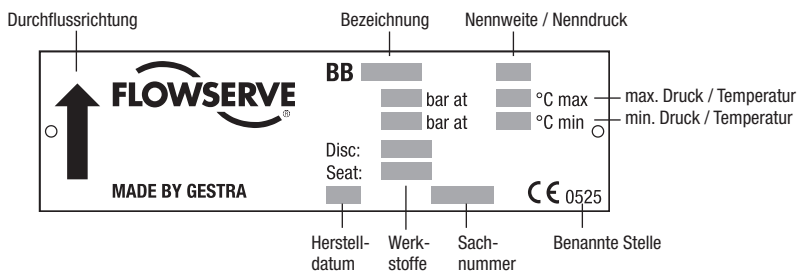 Durchflussrichtung
Bezeichnung
Nennweite / Nenndruck
BB
FLOWSERVE
®
bar at °C max
max. Druck / Temperatur
bar at °C min
min. Druck / Temperatur
Disc:
Seat:
MADE BY GESTRA
CE 0525
Herstell-
datum
Werk-
stoffe
Sach-
nummer
Benannte Stelle